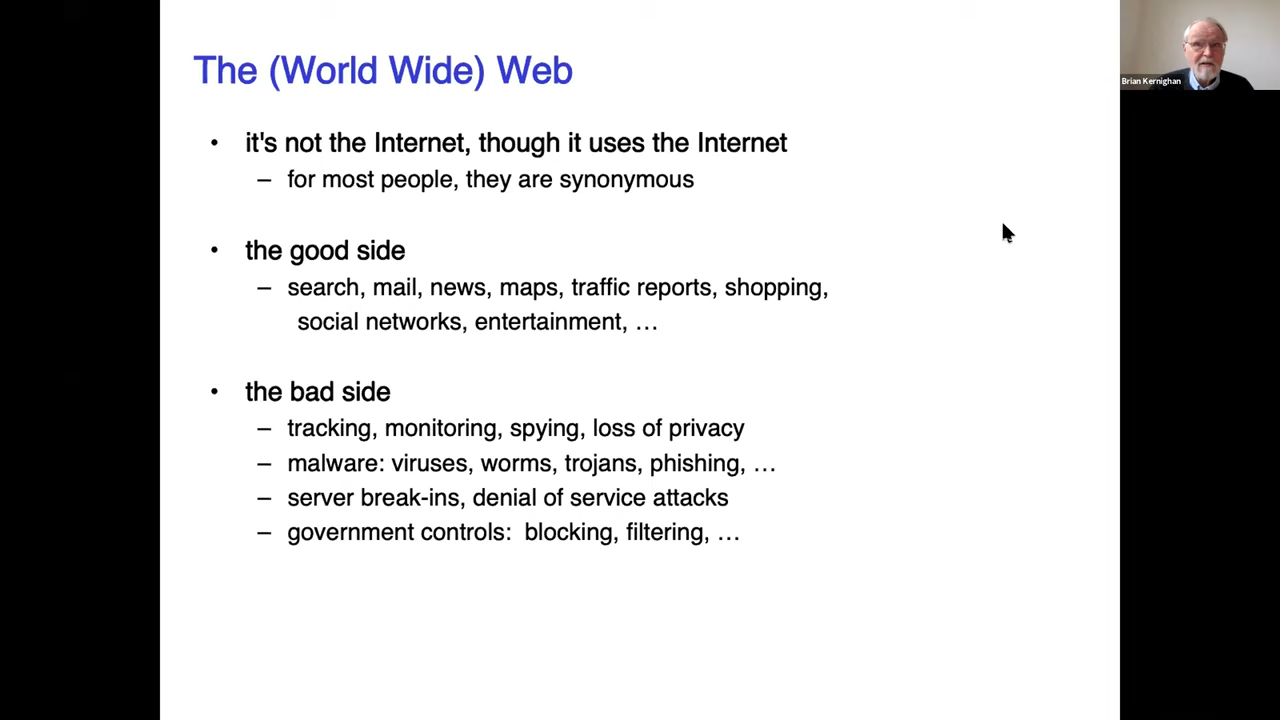 The (World Wide) Web
Brian Kernighan
• it's not the Internet, though it uses the Internet
– for most people, they are synonymous
• the good side
– search, mail, news, maps, traffic reports, shopping,
social networks, entertainment, …
• the bad side
– tracking, monitoring, spying, loss of privacy
– malware: viruses, worms, trojans, phishing, …
– server break-ins, denial of service attacks
– government controls:  blocking, filtering, …